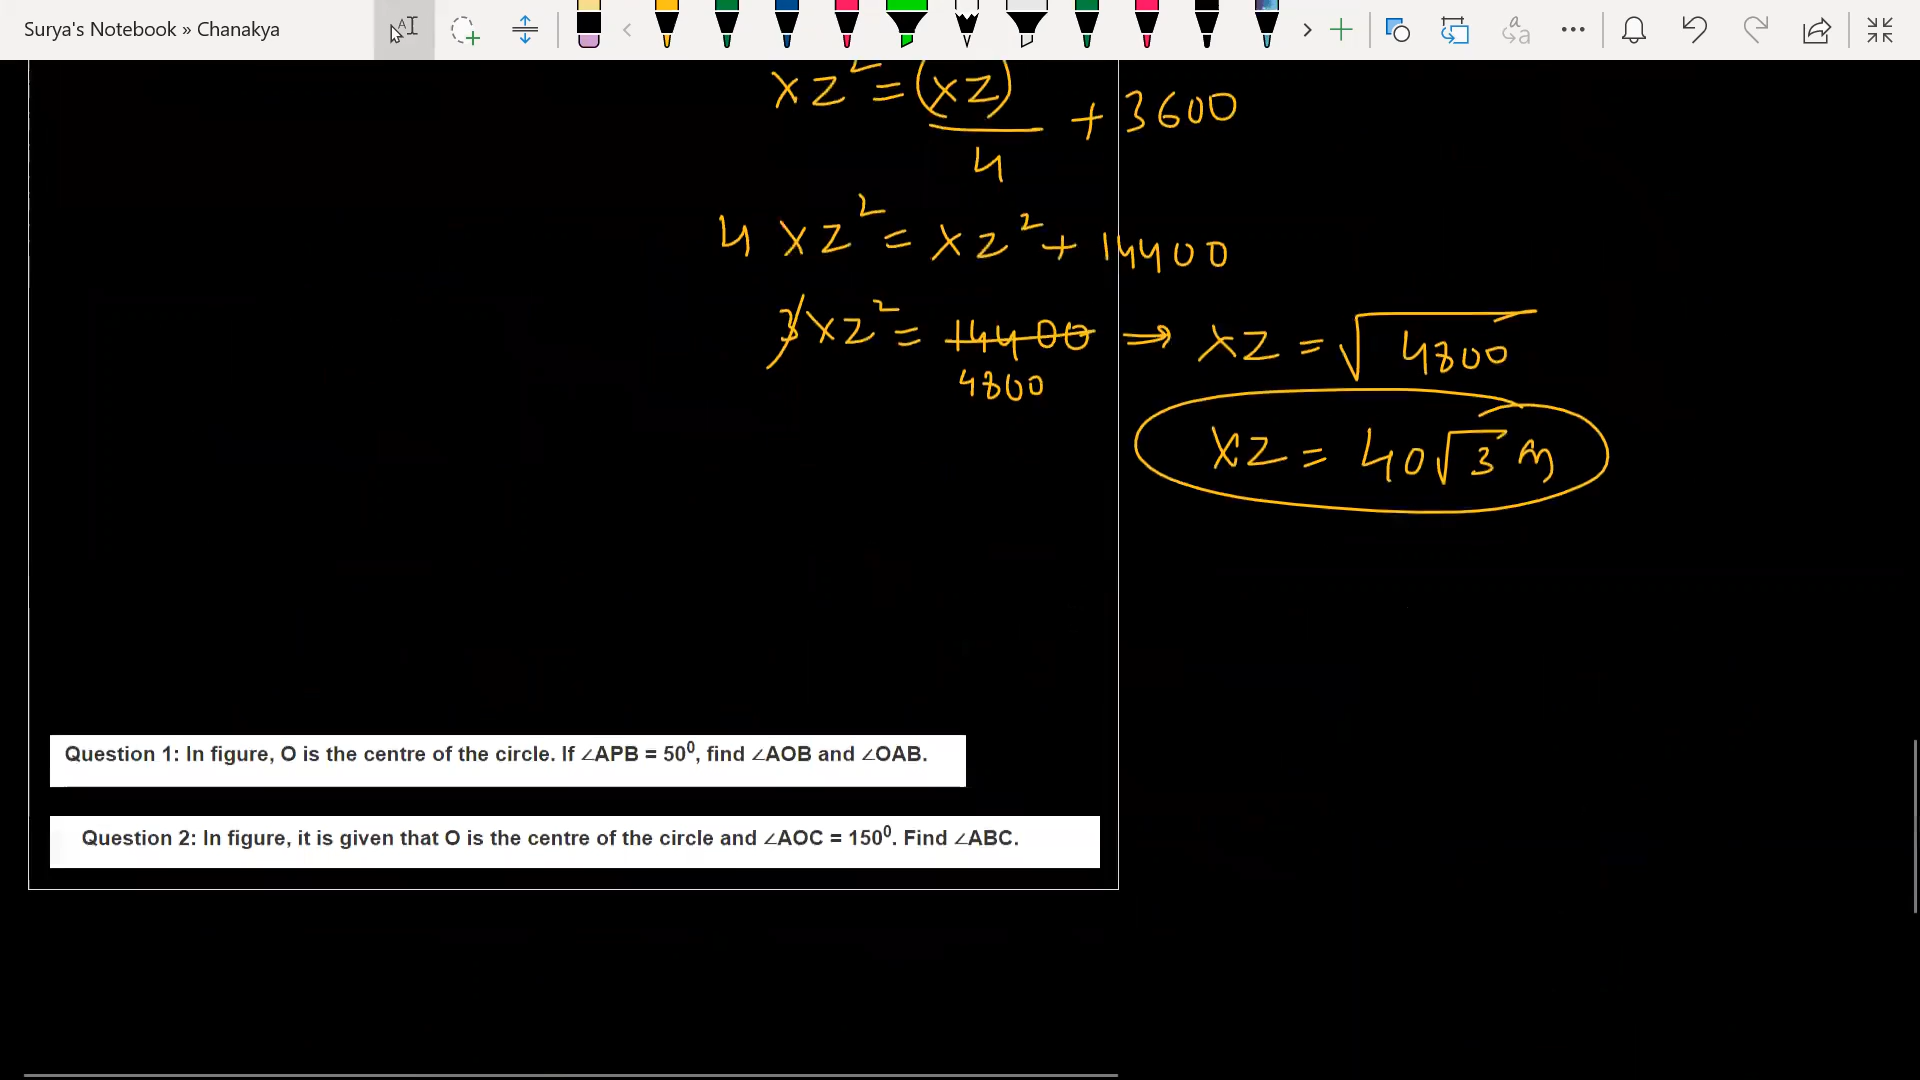 Surya's Notebook » Chanakya
XZ² = (XZ)² / 4 + 3600
4 XZ² = XZ² + 14400
3 XZ² = 14400 ⇒ XZ = √4800
4800
XZ = 40√3 m
Question 1: In figure, O is the centre of the circle. If ∠APB = 50⁰, find ∠AOB and ∠OAB.
Question 2: In figure, it is given that O is the centre of the circle and ∠AOC = 150⁰. Find ∠ABC.